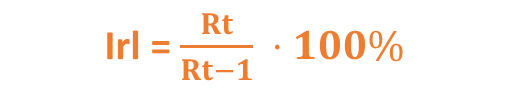 Irl = Rt / Rt−1 · 100%